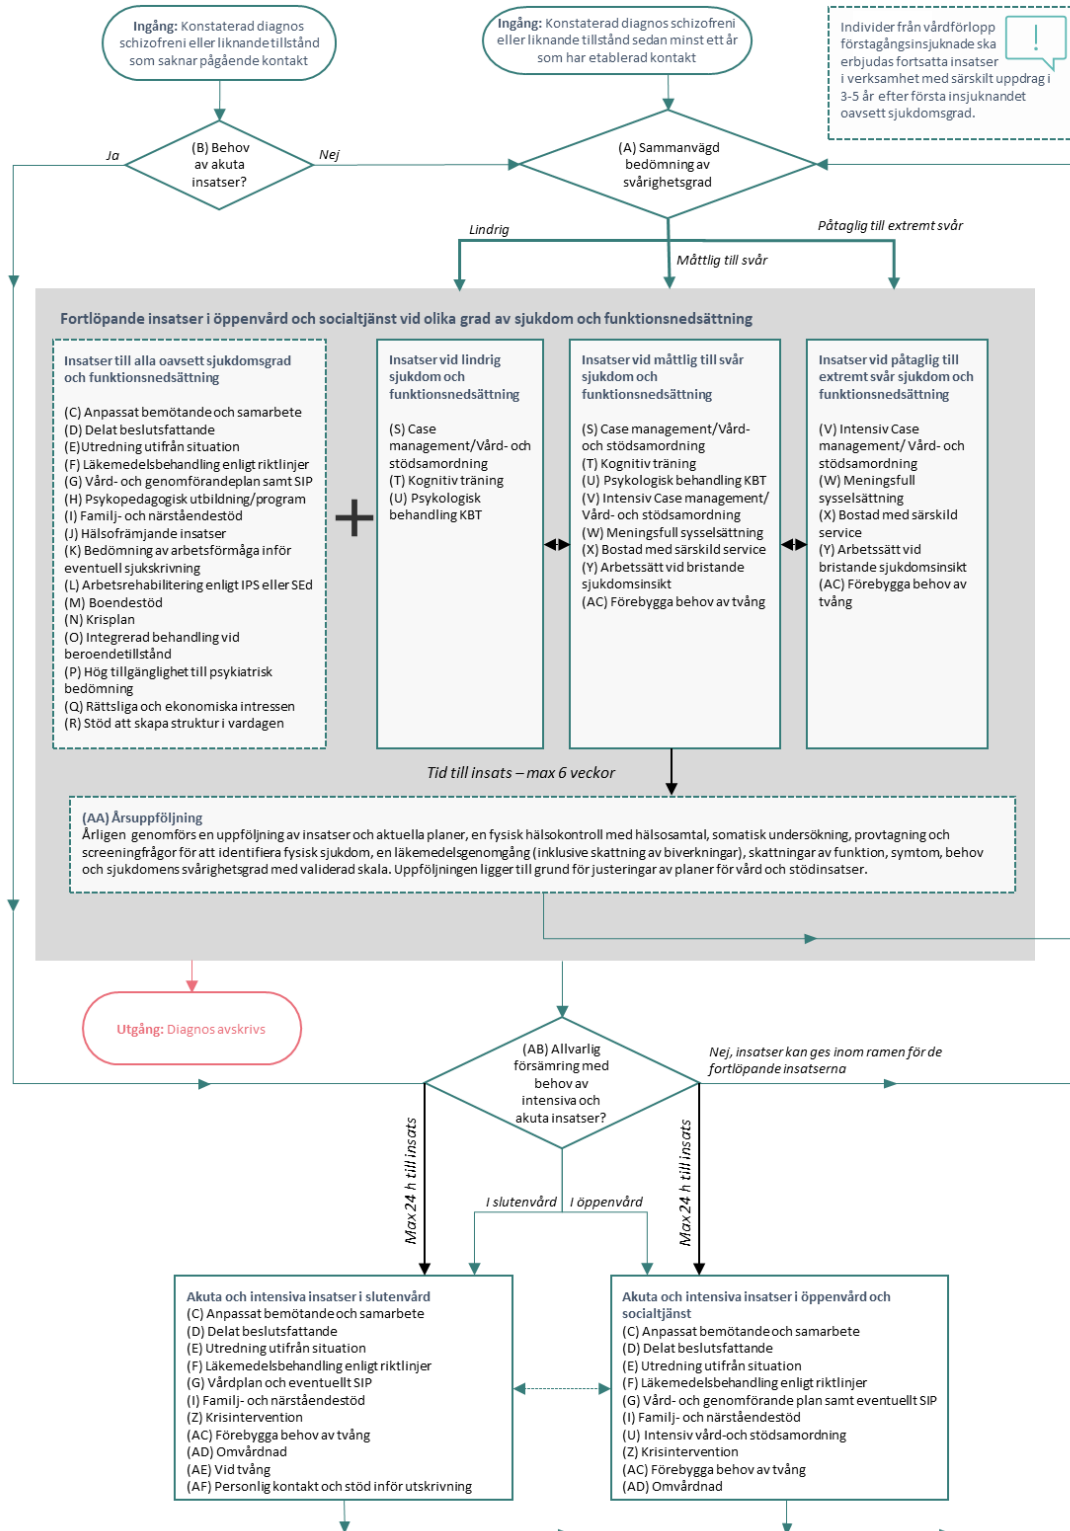 Ingång: Konstaterad diagnos
schizofreni eller liknande tillstånd
som saknar pågående kontakt
Ingång: Konstaterad diagnos schizofreni
eller liknande tillstånd sedan minst ett år
som har etablerad kontakt
Individer från vårdförlopp
förstagångsinsjuknade ska
erbjudas fortsatta insatser
i verksamhet med särskilt uppdrag i
3-5 år efter första insjuknandet
oavsett sjukdomsgrad.
!
Ja
(B) Behov
av akuta
insatser?
Nej
(A) Sammanvägd
bedömning av
svårighetsgrad
Lindrig
Måttlig till svår
Påtaglig till extremt svår
Fortlöpande insatser i öppenvård och socialtjänst vid olika grad av sjukdom och funktionsnedsättning
Insatser till alla oavsett sjukdomsgrad
och funktionsnedsättning
(C) Anpassat bemötande och samarbete
(D) Delat beslutsfattande
(E)Utredning utifrån situation
(F) Läkemedelsbehandling enligt riktlinjer
(G) Vård- och genomförandeplan samt SIP
(H) Psykopedagogisk utbildning/program
(I) Familj- och närståendestöd
(J) Hälsofrämjande insatser
(K) Bedömning av arbetsförmåga inför
eventuell sjukskrivning
(L) Arbetsrehabilitering enligt IPS eller SEd
(M) Boendestöd
(N) Krisplan
(O) Integrerad behandling vid
beroendetillstånd
(P) Hög tillgänglighet till psykiatrisk
bedömning
(Q) Rättsliga och ekonomiska intressen
(R) Stöd att skapa struktur i vardagen
+
Insatser vid lindrig
sjukdom och
funktionsnedsättning
(S) Case
management/Vård- och
stödsamordning
(T) Kognitiv träning
(U) Psykologisk
behandling KBT
Insatser vid måttlig till svår
sjukdom och
funktionsnedsättning
(S) Case management/Vård-
och stödsamordning
(T) Kognitiv träning
(U) Psykologisk behandling KBT
(V) Intensiv Case management/
Vård- och stödsamordning
(W) Meningsfull sysselsättning
(X) Bostad med särskild service
(Y) Arbetssätt vid bristande
sjukdomsinsikt
(AC) Förebygga behov av tvång
Insatser vid påtaglig till
extremt svår sjukdom och
funktionsnedsättning
(V) Intensiv Case
management/ Vård- och
stödsamordning
(W) Meningsfull
sysselsättning
(X) Bostad med särskild
service
(Y) Arbetssätt vid
bristande sjukdomsinsikt
(AC) Förebygga behov av
tvång
Tid till insats – max 6 veckor
(AA) Årsuppföljning
Årligen genomförs en uppföljning av insatser och aktuella planer, en fysisk hälsokontroll med hälsosamtal, somatisk undersökning, provtagning och
screeningfrågor för att identifiera fysisk sjukdom, en läkemedelsgenomgång (inklusive skattning av biverkningar), skattningar av funktion, symtom, behov
och sjukdomens svårighetsgrad med validerad skala. Uppföljningen ligger till grund för justeringar av planer för vård och stödinsatser.
Utgång: Diagnos avskrivs
(AB) Allvarlig
försämring med
behov av
intensiva och
akuta insatser?
Nej, insatser kan ges inom ramen för de
fortlöpande insatserna
Max 24 h till insats
I slutenvård
I öppenvård
Max 24 h till insats
Akuta och intensiva insatser i slutenvård
(C) Anpassat bemötande och samarbete
(D) Delat beslutsfattande
(E) Utredning utifrån situation
(F) Läkemedelsbehandling enligt riktlinjer
(G) Vårdplan och eventuellt SIP
(I) Familj- och närståendestöd
(Z) Krisintervention
(AC) Förebygga behov av tvång
(AD) Omvårdnad
(AE) Vid tvång
(AF) Personlig kontakt och stöd inför utskrivning
Akuta och intensiva insatser i öppenvård och
socialtjänst
(C) Anpassat bemötande och samarbete
(D) Delat beslutsfattande
(E) Utredning utifrån situation
(F) Läkemedelsbehandling enligt riktlinjer
(G) Vård- och genomförande plan samt eventuellt SIP
(I) Familj- och närståendestöd
(U) Intensiv vård-och stödsamordning
(Z) Krisintervention
(AC) Förebygga behov av tvång
(AD) Omvårdnad